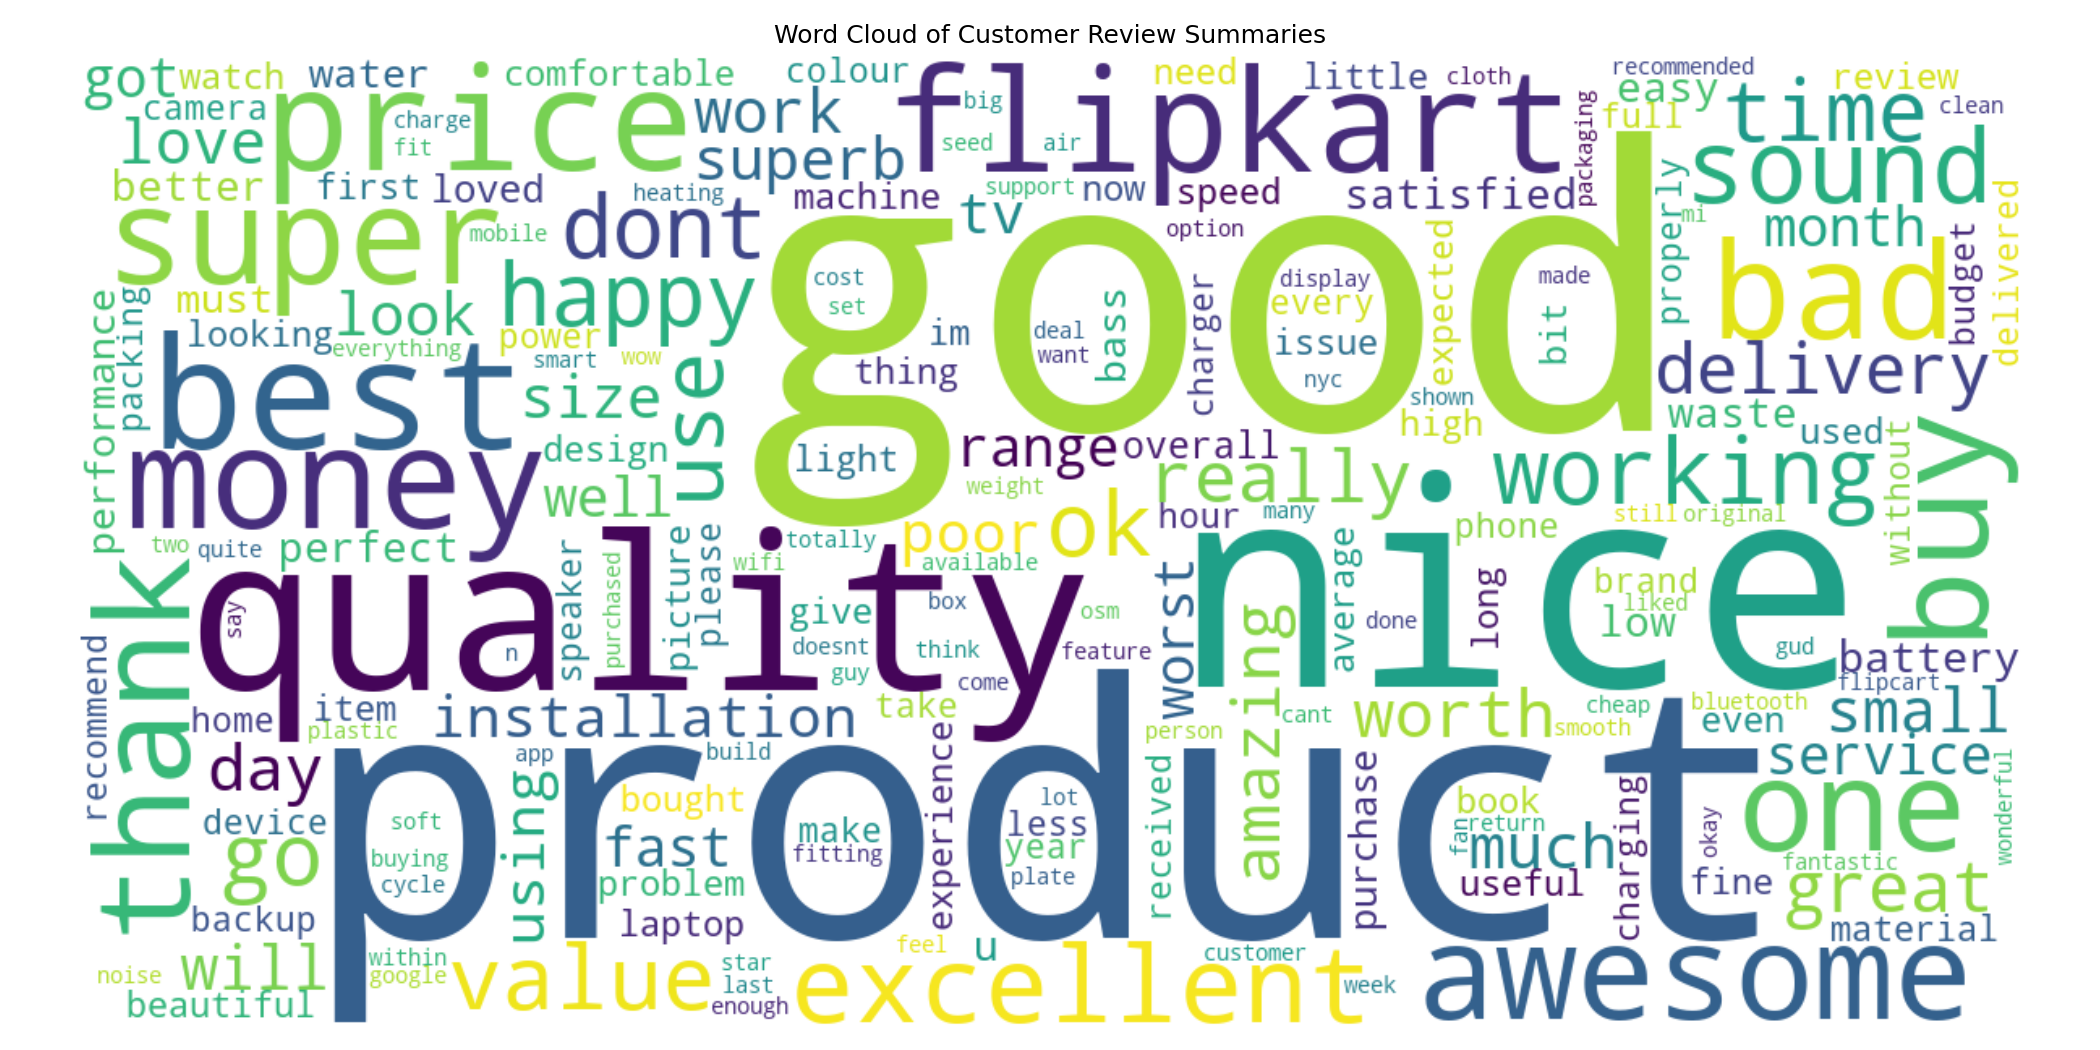 Word Cloud of Customer Review Summaries
got
watch
water
comfortable
colour
flipkart
need
little
cloth
recommended
easy
review
camera
price
charge
work
big
packaging
full
time
clean
love
fit
superb
seed
air
sound
better
first
loved
heating
machine
support
now
speed
satisfied
properly
mi
super
mobile
dont
tv
option
month
delivered
must
happy
good
cost
set
display
every
expected
made
bad
budget
performance
packing
looking
look
everything
power
smart
wow
im
thing
deal
want
bass
charger
issue
nyc
bit
shown
high
delivery
best
size
use
design
light
range
overall
waste
used
without
buy
money
well
weight
really
working
poor
ok
hour
many
phone
still
original
two
quite
perfect
quality
speaker
purchased
picture
please
wifi
totally
available
nice
thank
say
n
give
box
osm
doesnt
think
guy
feature
come
worst
amazing
average
done
long
brand
liked
low
gud
battery
flipcart
recommend
home
item
plastic
installation
take
person
cant
worth
smooth
cheap
bluetooth
even
small
day
app
build
experience
product
service
wonderful
device
go
soft
buying
cycle
using
bought
fast
problem
laptop
make
fitting
lot
less
year
plate
received
purchase
book
return
fan
much
useful
charging
okay
fine
one
fantastic
great
backup
material
noise
will
within
google
value
star
last
enough
feel
excellent
u
customer
week
awesome
beautiful